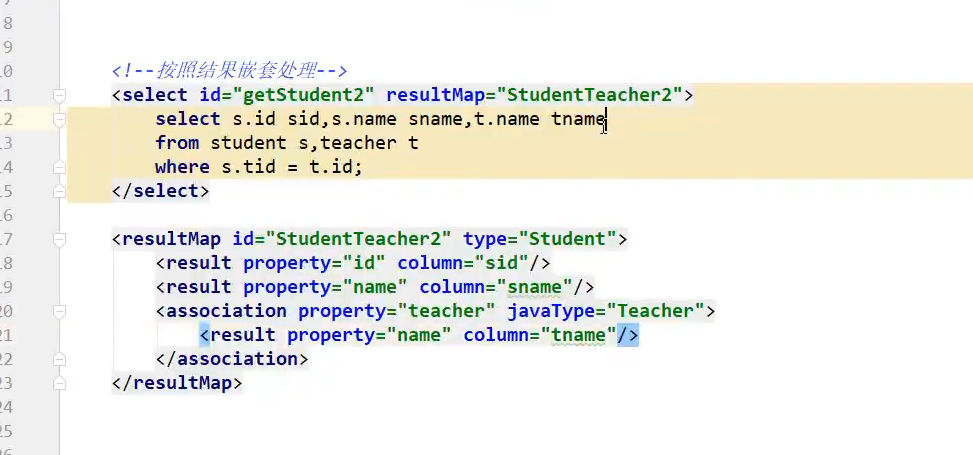 8
9
10 <!--按照结果嵌套处理-->
11 <select id="getStudent2" resultMap="StudentTeacher2">
12 select s.id sid,s.name sname,t.name tname
13 from student s,teacher t
14 where s.tid = t.id;
15 </select>
16
17 <resultMap id="StudentTeacher2" type="Student">
18 <result property="id" column="sid"/>
19 <result property="name" column="sname"/>
20 <association property="teacher" javaType="Teacher">
21 <result property="name" column="tname"/>
22 </association>
23 </resultMap>
24
25